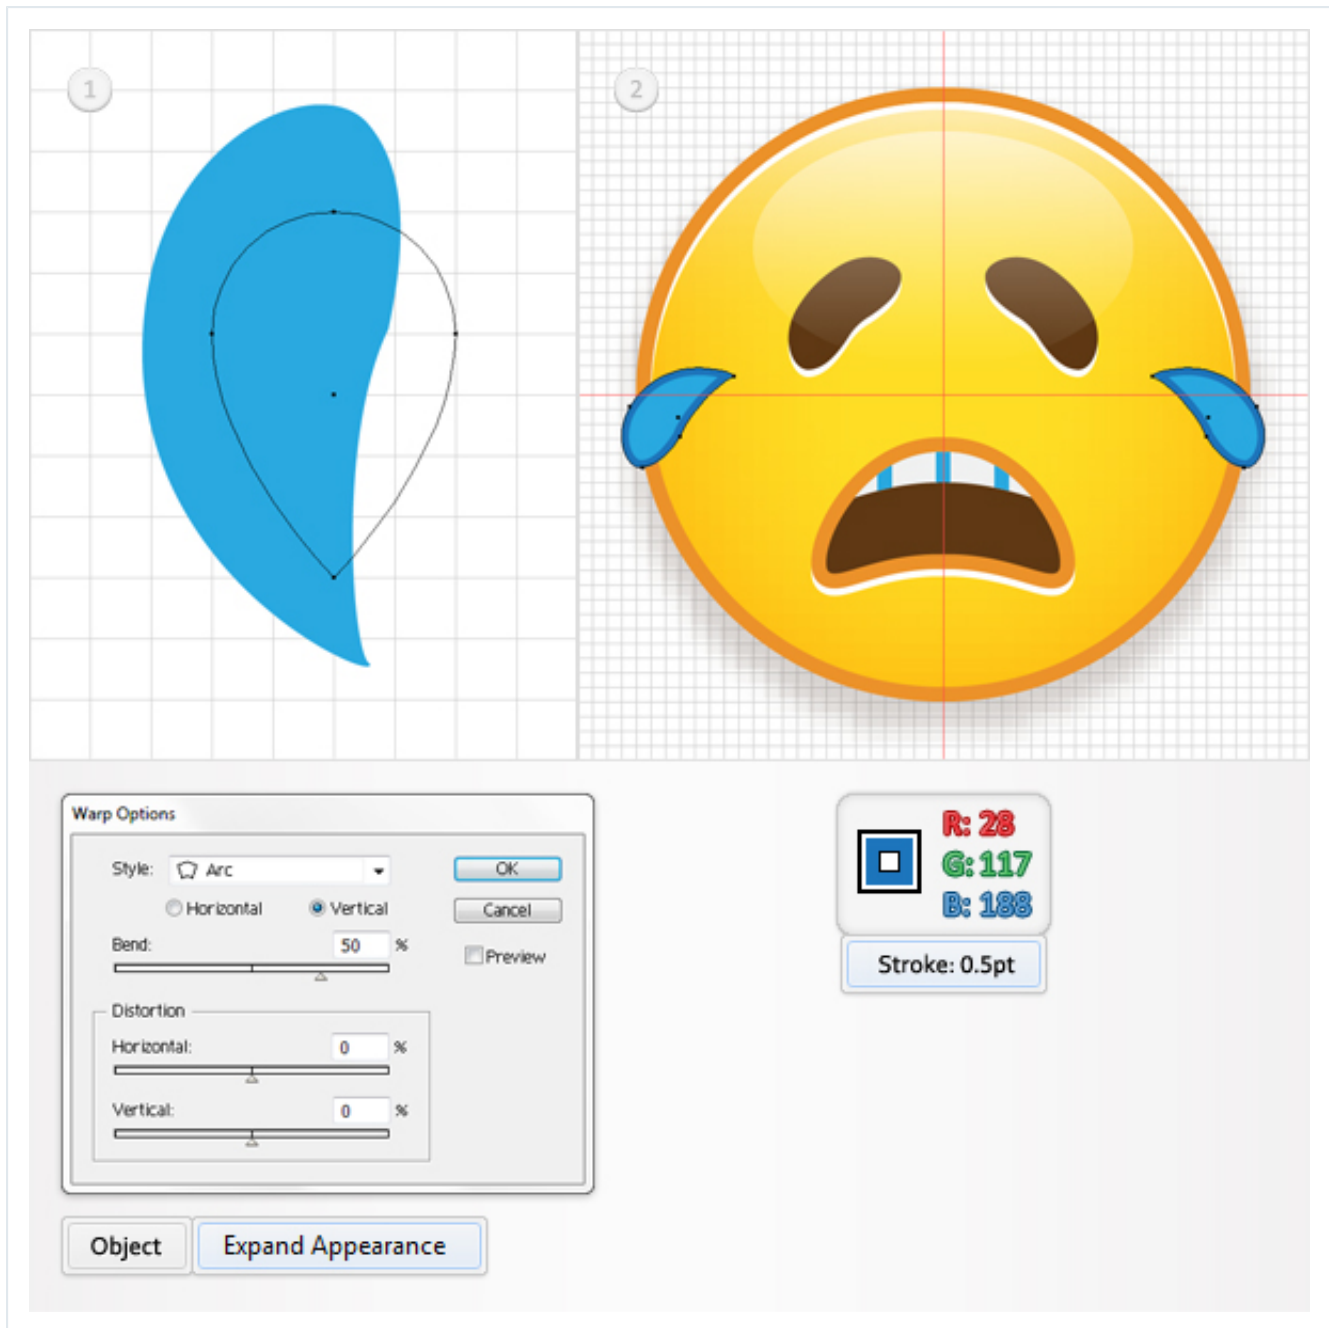 1
2
Warp Options
Style: Arc
OK
Horizontal Vertical
Cancel
Bend: 50 %
Preview
Distortion
Horizontal: 0 %
Vertical: 0 %
Object Expand Appearance
R: 28
G: 117
B: 188
Stroke: 0.5pt